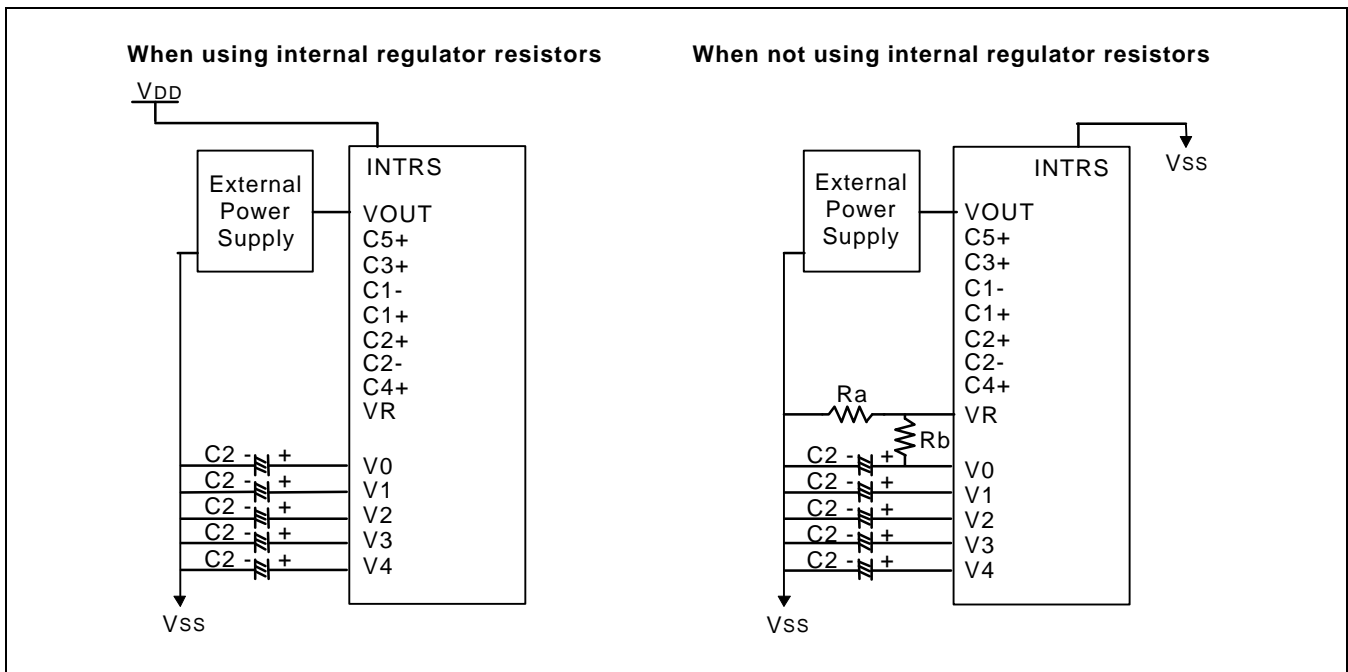 When using internal regulator resistors
VDD
INTRS
External
Power
Supply
VOUT
C5+
C3+
C1-
C1+
C2+
C2-
C4+
VR
C2 - + V0
C2 - + V1
C2 - + V2
C2 - + V3
C2 - + V4
VSS
When not using internal regulator resistors
INTRS
VSS
External
Power
Supply
VOUT
C5+
C3+
C1-
C1+
C2+
C2-
C4+
Ra
VR
Rb
C2 - + V0
C2 - + V1
C2 - + V2
C2 - + V3
C2 - + V4
VSS